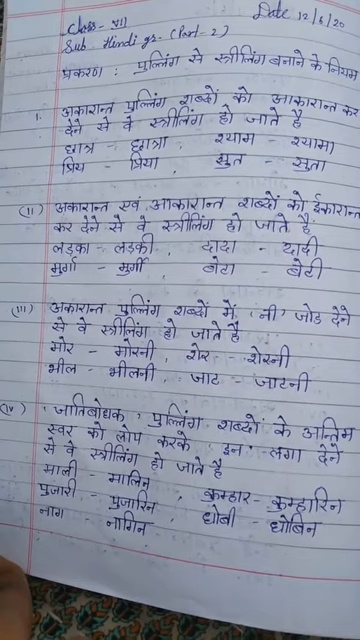 Class- VII Date 12/6/20
Sub Hindi gr- (Part-2)
प्रकरण : पुल्लिंग से स्त्रीलिंग बनाने के नियम
1. अकारान्त पुल्लिंग शब्दों को आकारान्त कर
देने से वे स्त्रीलिंग हो जाते है
छात्र - छात्रा श्याम - श्यामा
प्रिय - प्रिया सुत - सुता
(II) अकारान्त एवं आकारान्त शब्दों को ईकारान्त
कर देने से वे स्त्रीलिंग हो जाते है
लड़का - लड़की, दादा - दादी
मुर्गा - मुर्गी बेटा - बेटी
(III) अकारान्त पुल्लिंग शब्दों में 'नी' जोड़ देने
से वे स्त्रीलिंग हो जाते है
मोर - मोरनी, शेर - शेरनी
भील - भीलनी, जाट - जाटनी
(IV) जातिबोधक पुल्लिंग शब्दों के अन्तिम
स्वर को लोप करके इन लगा देने
से वे स्त्रीलिंग हो जाते है
माली - मालिन
पुजारी - पुजारिन, कुम्हार - कुम्हारिन
नाग - नागिन, धोबी - धोबिन